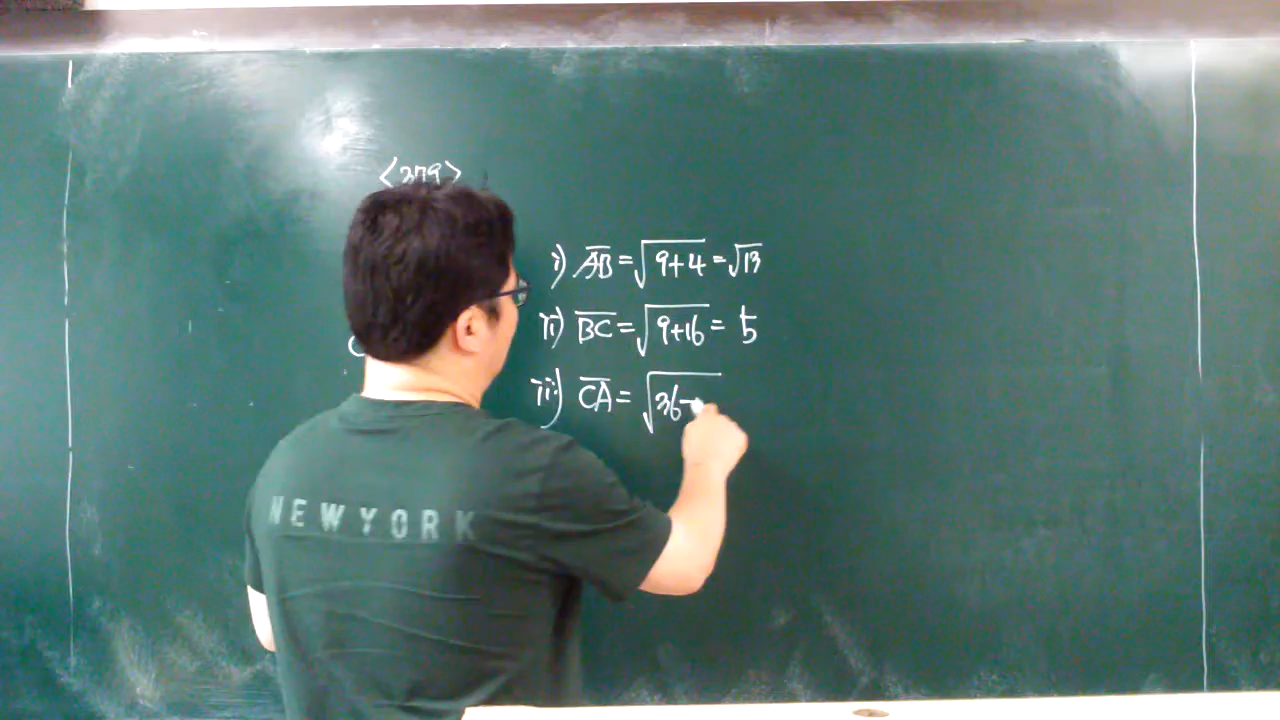 <379>
i) AB = √9+4 = √13
ii) BC = √9+16 = 5
iii) CA = √36
NEWYORK